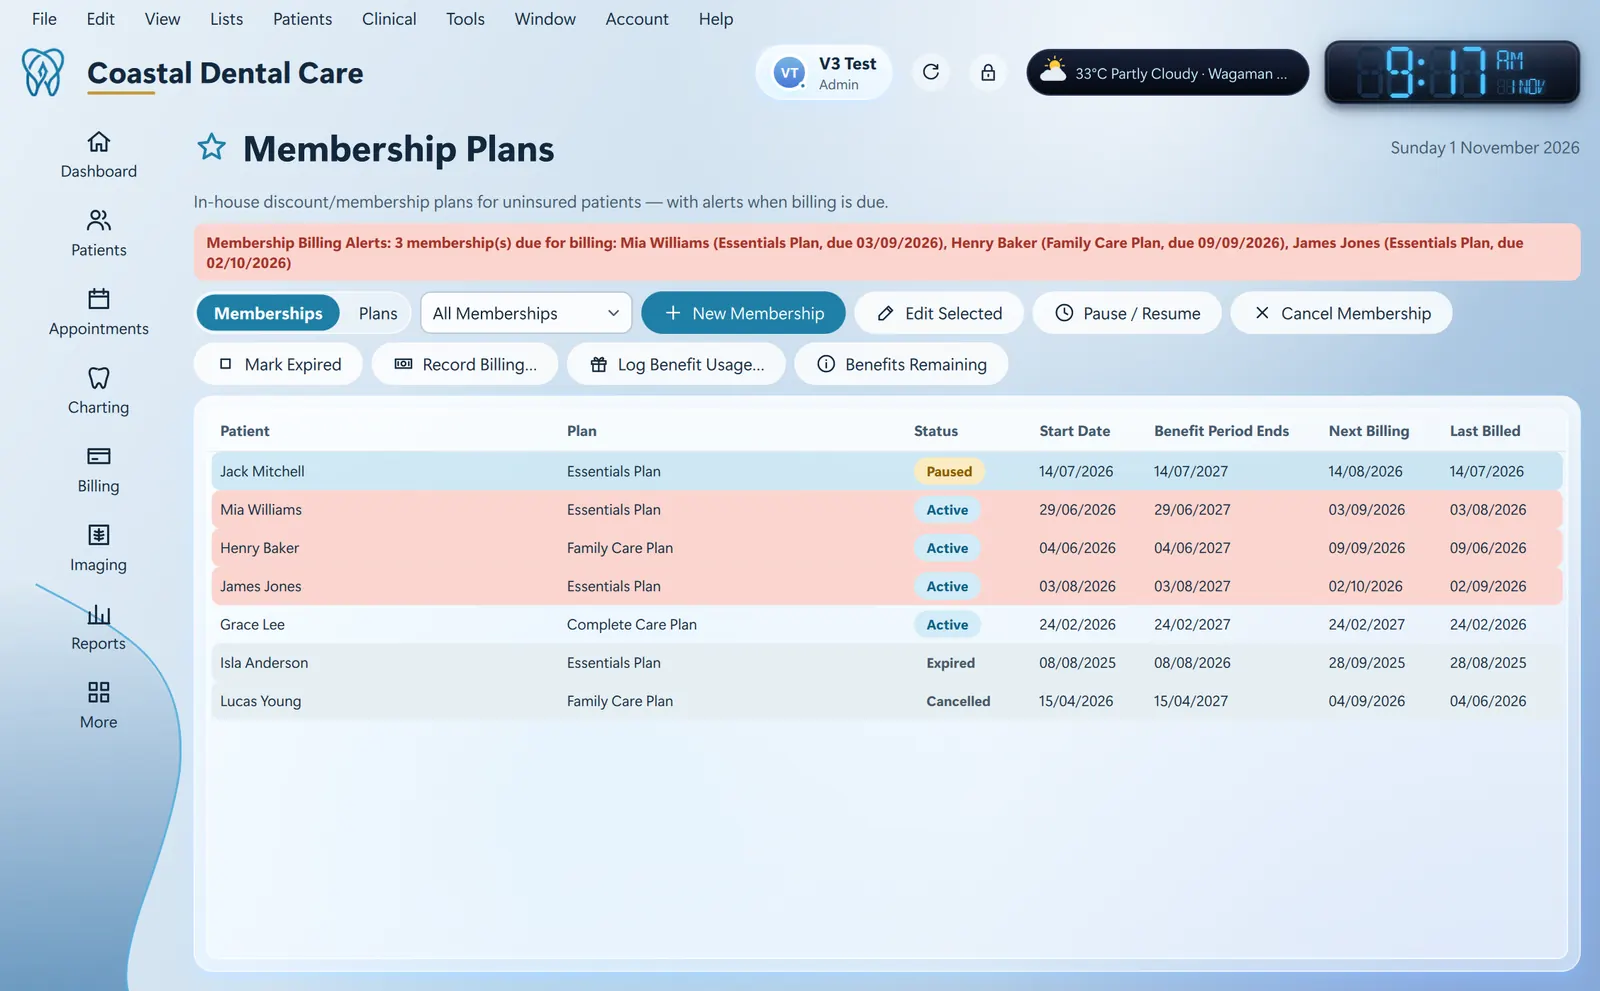 File Edit View Lists Patients Clinical Tools Window Account Help
Coastal Dental Care
VT
V3 Test
Admin
33°C Partly Cloudy · Wagaman ...
9:17 AM
1 NOV
Dashboard
Patients
Appointments
Charting
Billing
Imaging
Reports
More
Membership Plans
Sunday 1 November 2026
In-house discount/membership plans for uninsured patients — with alerts when billing is due.
Membership Billing Alerts: 3 membership(s) due for billing: Mia Williams (Essentials Plan, due 03/09/2026), Henry Baker (Family Care Plan, due 09/09/2026), James Jones (Essentials Plan, due
02/10/2026)
Memberships Plans All Memberships New Membership Edit Selected Pause / Resume Cancel Membership
Mark Expired Record Billing... Log Benefit Usage... Benefits Remaining
Patient Plan Status Start Date Benefit Period Ends Next Billing Last Billed
Jack Mitchell Essentials Plan Paused 14/07/2026 14/07/2027 14/08/2026 14/07/2026
Mia Williams Essentials Plan Active 29/06/2026 29/06/2027 03/09/2026 03/08/2026
Henry Baker Family Care Plan Active 04/06/2026 04/06/2027 09/09/2026 09/06/2026
James Jones Essentials Plan Active 03/08/2026 03/08/2027 02/10/2026 02/09/2026
Grace Lee Complete Care Plan Active 24/02/2026 24/02/2027 24/02/2027 24/02/2026
Isla Anderson Essentials Plan Expired 08/08/2025 08/08/2026 28/09/2025 28/08/2025
Lucas Young Family Care Plan Cancelled 15/04/2026 15/04/2027 04/09/2026 04/06/2026